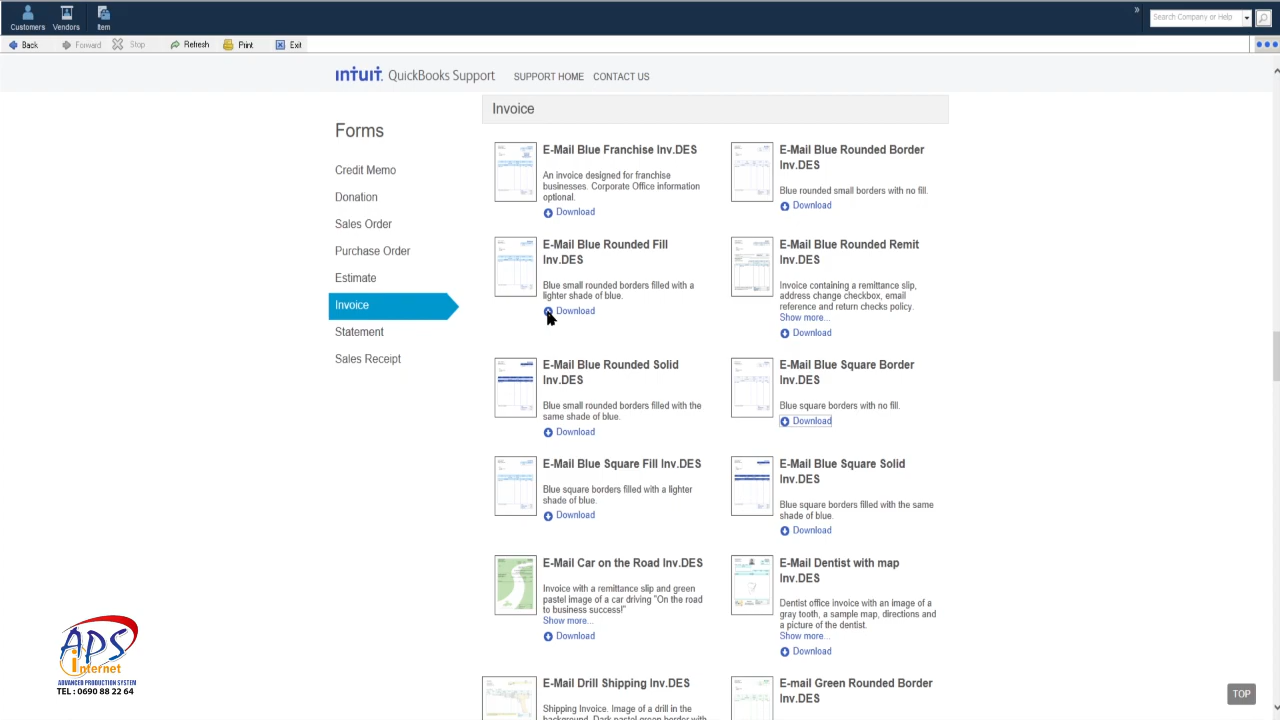 Customers
Vendors
Item
»
Search Company or Help
Back
Forward
Stop
Refresh
Print
Exit
INTUIT. QuickBooks Support
SUPPORT HOME
CONTACT US
Forms
Credit Memo
Donation
Sales Order
Purchase Order
Estimate
Invoice
Statement
Sales Receipt
Invoice
E-Mail Blue Franchise Inv.DES
An invoice designed for franchise
businesses. Corporate Office information
optional.
Download
E-Mail Blue Rounded Border
Inv.DES
Blue rounded small borders with no fill.
Download
E-Mail Blue Rounded Fill
Inv.DES
Blue small rounded borders filled with a
lighter shade of blue.
Download
E-Mail Blue Rounded Remit
Inv.DES
Invoice containing a remittance slip,
address change checkbox, email
reference and return checks policy.
Show more...
Download
E-Mail Blue Rounded Solid
Inv.DES
Blue small rounded borders filled with the
same shade of blue.
Download
E-Mail Blue Square Border
Inv.DES
Blue square borders with no fill.
Download
E-Mail Blue Square Fill Inv.DES
Blue square borders filled with a lighter
shade of blue.
Download
E-Mail Blue Square Solid
Inv.DES
Blue square borders filled with the same
shade of blue.
Download
E-Mail Car on the Road Inv.DES
Invoice with a remittance slip and green
pastel image of a car driving "On the road
to business success!"
Show more...
Download
E-Mail Dentist with map
Inv.DES
Dentist office invoice with an image of a
gray tooth, a sample map, directions and
a picture of the dentist.
Show more...
Download
E-Mail Drill Shipping Inv.DES
Shipping Invoice. Image of a drill in the
background. Dark pastel green border with
E-mail Green Rounded Border
Inv.DES
TOP
APS
internet
ADVANCED PRODUCTION SYSTEM
TEL : 0690 88 22 64